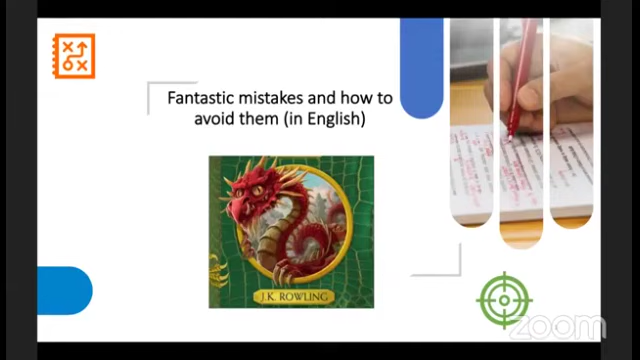 Fantastic mistakes and how to
avoid them (in English)
J.K. ROWLING
zoom